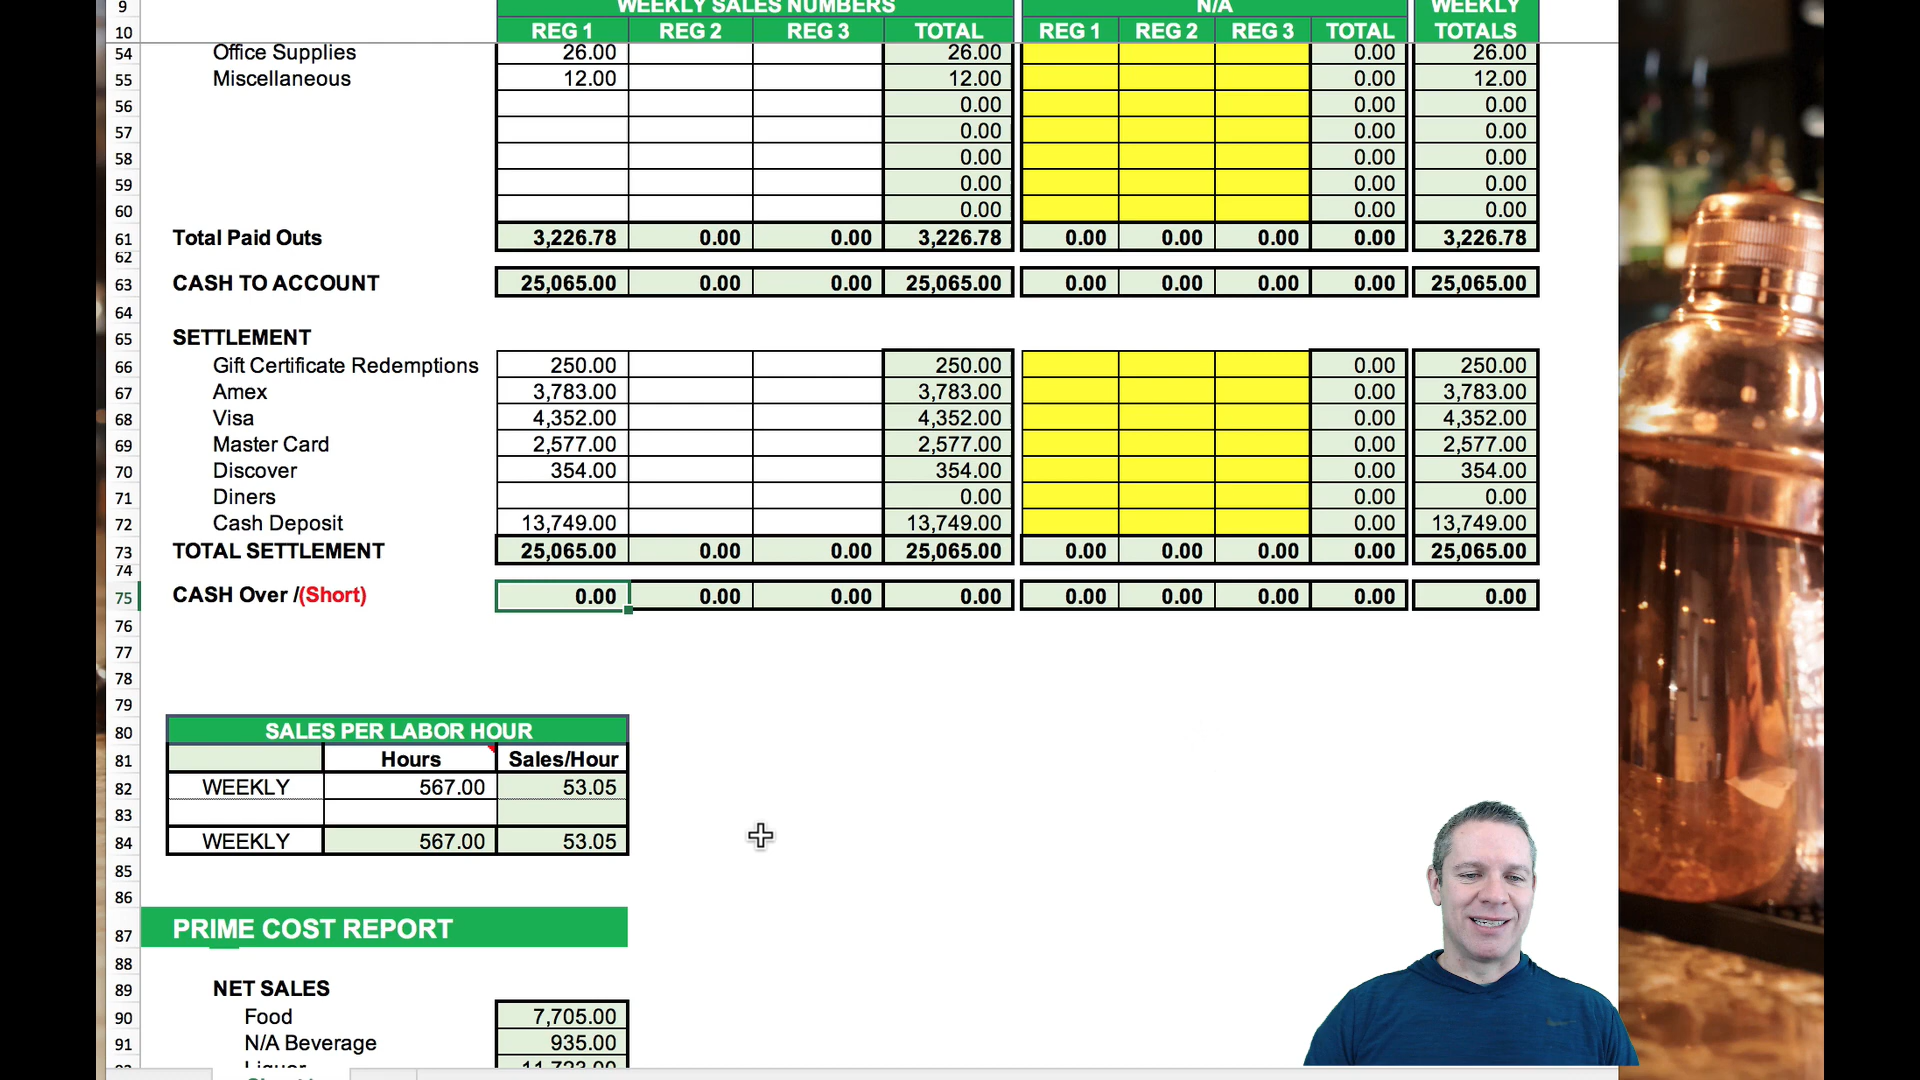 9 WEEKLY SALES NUMBERS N/A WEEKLY
10 REG 1 REG 2 REG 3 TOTAL REG 1 REG 2 REG 3 TOTAL TOTALS
54 Office Supplies 26.00 26.00 0.00 26.00
55 Miscellaneous 12.00 12.00 0.00 12.00
56 0.00 0.00 0.00
57 0.00 0.00 0.00
58 0.00 0.00 0.00
59 0.00 0.00 0.00
60 0.00 0.00 0.00
61 Total Paid Outs 3,226.78 0.00 0.00 3,226.78 0.00 0.00 0.00 0.00 3,226.78
62
63 CASH TO ACCOUNT 25,065.00 0.00 0.00 25,065.00 0.00 0.00 0.00 0.00 25,065.00
64
65 SETTLEMENT
66 Gift Certificate Redemptions 250.00 250.00 0.00 250.00
67 Amex 3,783.00 3,783.00 0.00 3,783.00
68 Visa 4,352.00 4,352.00 0.00 4,352.00
69 Master Card 2,577.00 2,577.00 0.00 2,577.00
70 Discover 354.00 354.00 0.00 354.00
71 Diners 0.00 0.00 0.00
72 Cash Deposit 13,749.00 13,749.00 0.00 13,749.00
73 TOTAL SETTLEMENT 25,065.00 0.00 0.00 25,065.00 0.00 0.00 0.00 0.00 25,065.00
74
75 CASH Over /(Short) 0.00 0.00 0.00 0.00 0.00 0.00 0.00 0.00 0.00
76
77
78
79
80 SALES PER LABOR HOUR
81 Hours Sales/Hour
82 WEEKLY 567.00 53.05
83
84 WEEKLY 567.00 53.05
85
86
87 PRIME COST REPORT
88
89 NET SALES
90 Food 7,705.00
91 N/A Beverage 935.00